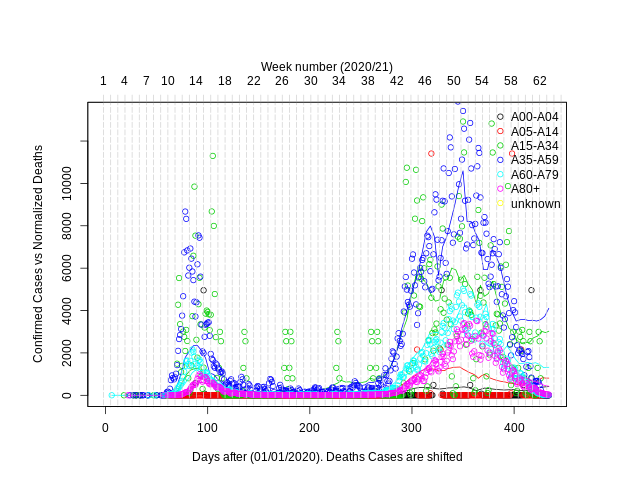 Week number (2020/21)
1 4 7 10 14 18 22 26 30 34 38 42 46 50 54 58 62
A00-A04
A05-A14
A15-A34
A35-A59
A60-A79
A80+
unknown
Confirmed Cases vs Normalized Deaths
10000
8000
6000
4000
2000
0
0 100 200 300 400
Days after (01/01/2020). Deaths Cases are shifted